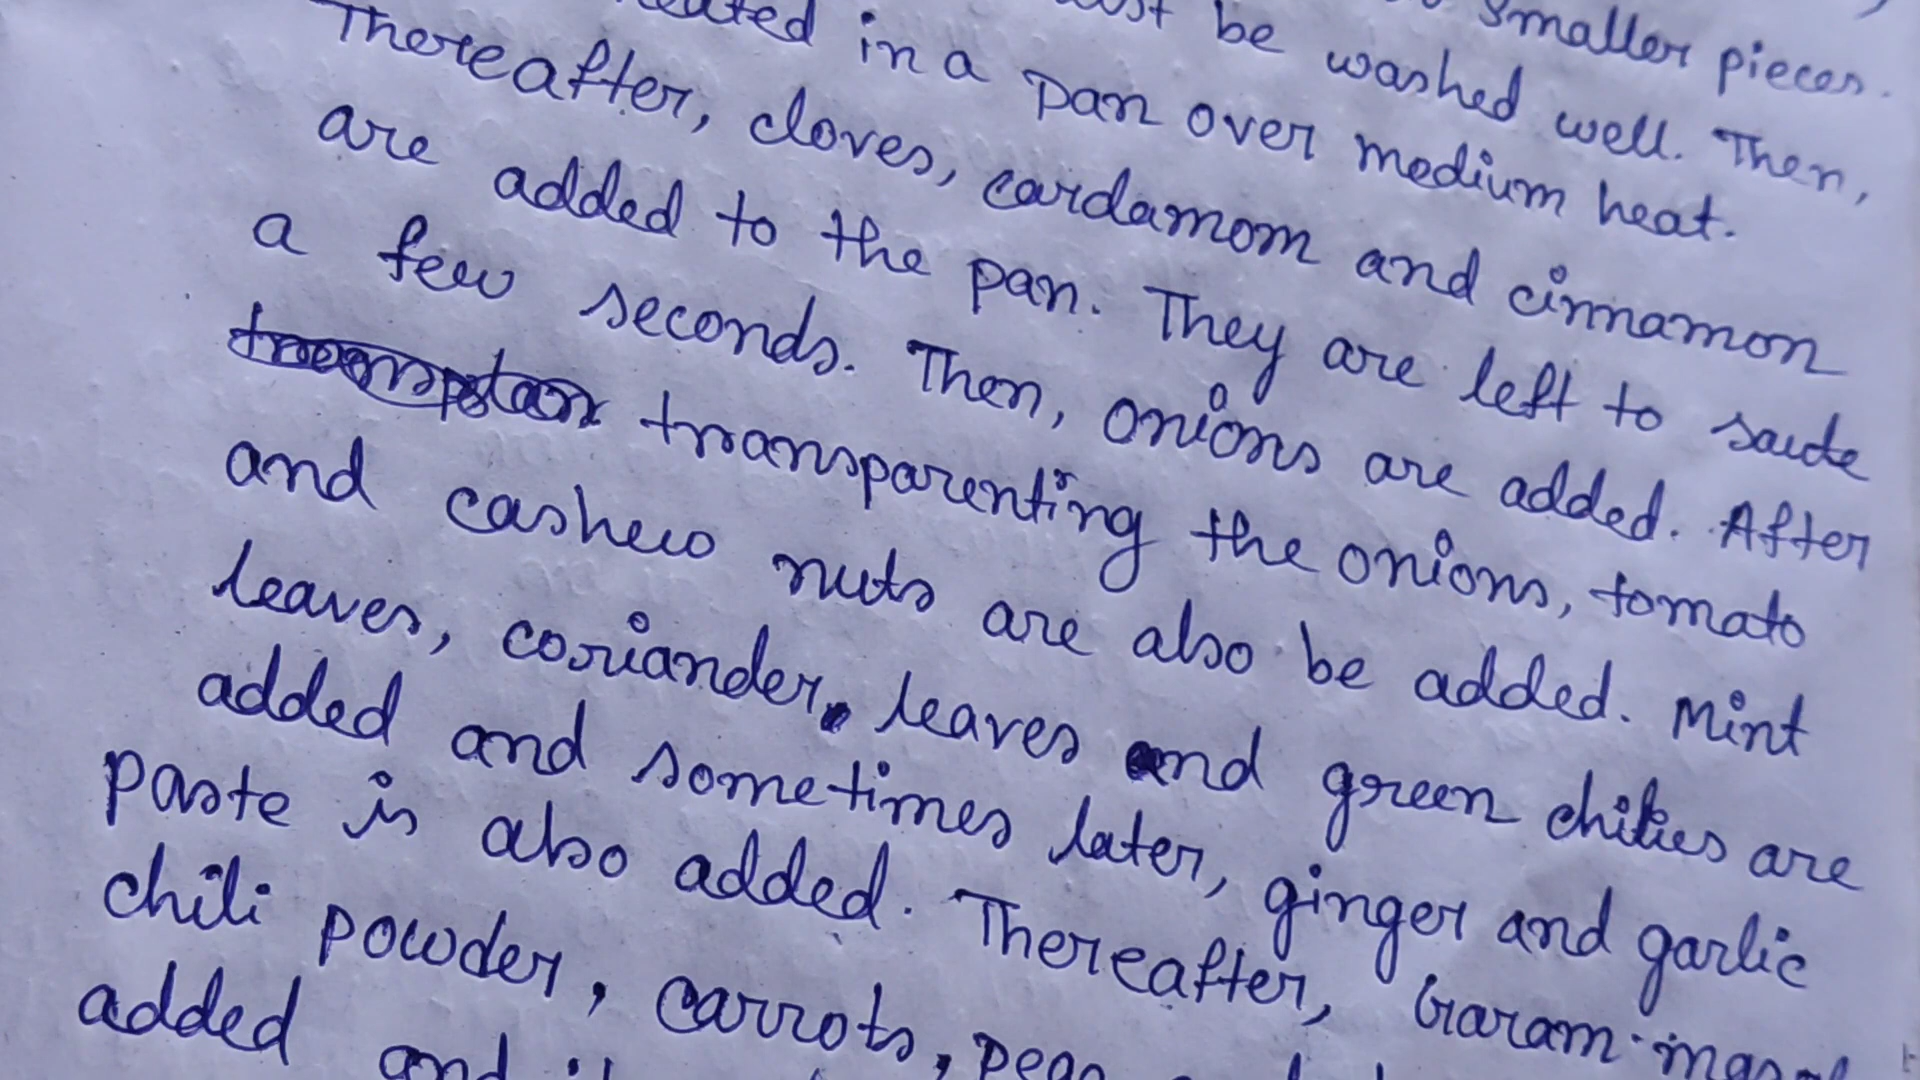 smaller pieces.
be washed well. Then,
in a pan over medium heat.
Thereafter, cloves, cardamom and cinnamon
are added to the pan. They are left to saute
a few seconds. Then, onions are added. After
transparenting the onions, tomato
and cashew nuts are also be added. Mint
leaves, coriander, leaves and green chilies are
added and sometimes later, ginger and garlic
paste is also added. Thereafter, Garam
chili powder, carrots, peas
added and